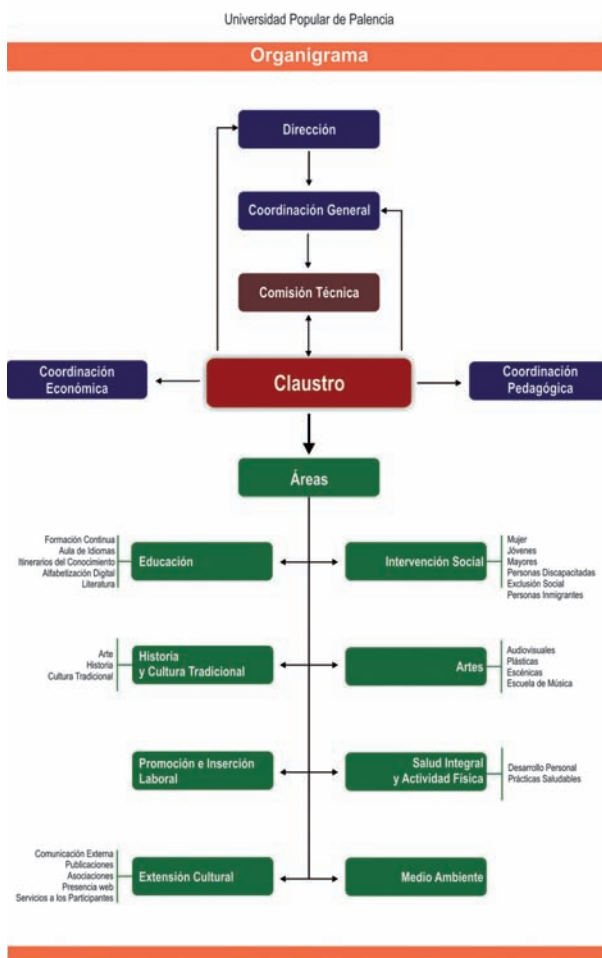 Universidad Popular de Palencia
Organigrama
Dirección
Coordinación General
Comisión Técnica
Coordinación
Económica
Claustro
Coordinación
Pedagógica
Áreas
Formación Continua
Aula de Idiomas
Itinerarios del Conocimiento
Alfabetización Digital
Literatura
Educación
Intervención Social
Mujer
Jóvenes
Mayores
Personas Discapacitadas
Exclusión Social
Personas Inmigrantes
Arte
Historia
Cultura Tradicional
Historia
y Cultura Tradicional
Artes
Audiovisuales
Plásticas
Escénicas
Escuela de Música
Promoción e Inserción
Laboral
Salud Integral
y Actividad Física
Desarrollo Personal
Prácticas Saludables
Comunicación Externa
Publicaciones
Asociaciones
Presencia web
Servicios a los Participantes
Extensión Cultural
Medio Ambiente